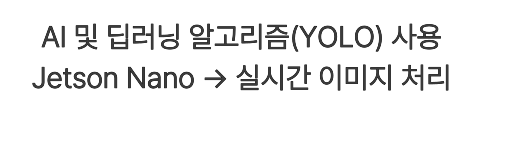 AI 및 딥러닝 알고리즘(YOLO) 사용
Jetson Nano → 실시간 이미지 처리